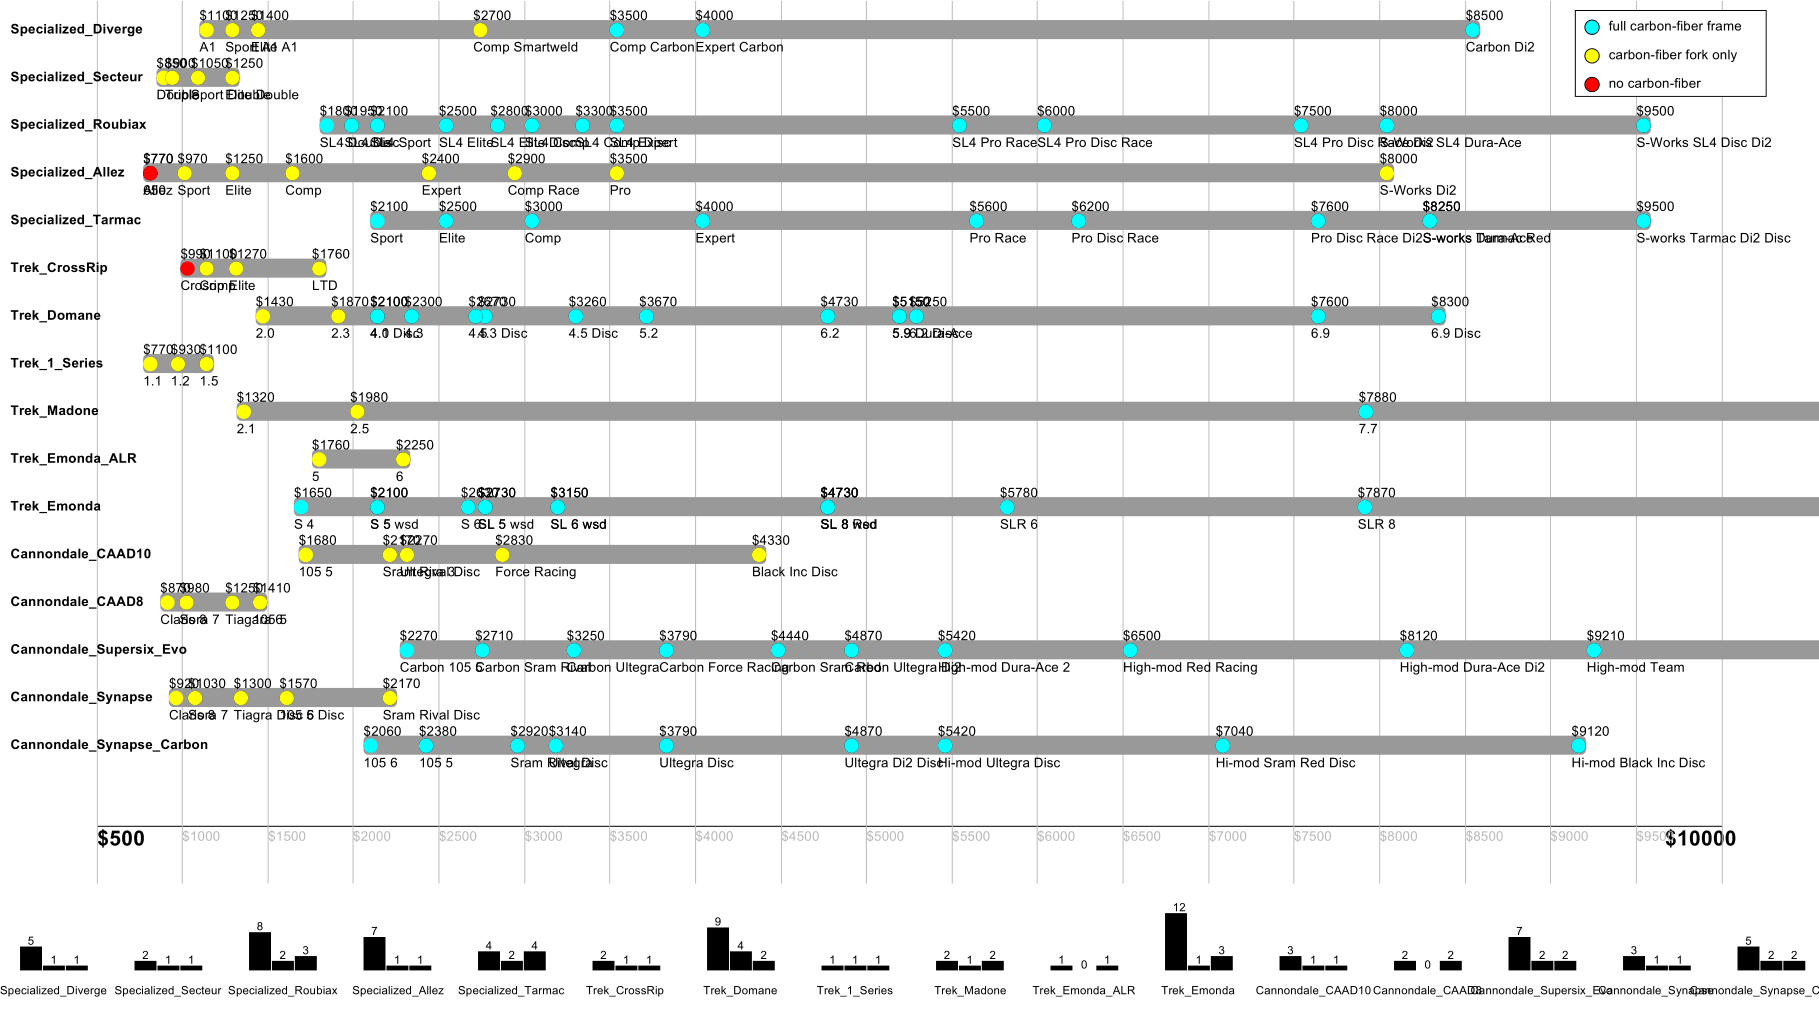 $1100 $1250 $1400 $2700 $3500 $4000 $8500
Specialized_Diverge
A1 Sport A1 Elite A1 Comp Smartweld Comp Carbon Expert Carbon Carbon Di2
full carbon-fiber frame
carbon-fiber fork only
no carbon-fiber
$1050 $1250
Specialized_Secteur
Triple Sport Elite Double
$1800 $1950 $2100 $2500 $2800 $3000 $3300 $3500 $5500 $6000 $7500 $8000 $9500
Specialized_Roubiax
SL4 SL4 Sport SL4 Elite SL4 Elite Disc SL4 Comp SL4 Comp Disc SL4 Expert SL4 Pro Race SL4 Pro Disc Race SL4 Pro Disc Race Di2 S-Works SL4 Dura-Ace S-Works SL4 Disc Di2
$770 $970 $1250 $1600 $2400 $2900 $3500 $8000
Specialized_Allez
Allez Sport Elite Comp Expert Comp Race Pro S-Works Di2
$2100 $2500 $3000 $4000 $5600 $6200 $7600 $8250 $9500
Specialized_Tarmac
Sport Elite Comp Expert Pro Race Pro Disc Race Pro Disc Race Di2 S-works Dura-Ace S-works Tarmac Red S-works Tarmac Di2 Disc
$990 $1100 $1270 $1760
Trek_CrossRip
Crossrip Comp Elite LTD
$1430 $1870 $2100 $2300 $2670 $2730 $3260 $3670 $4730 $5150 $5250 $7600 $8300
Trek_Domane
2.0 2.3 4.0 Disc 4.3 4.5 4.3 Disc 4.5 Disc 5.2 6.2 5.9 Dura-Ace 6.2 Disc 6.9 6.9 Disc
$770 $930 $1100
Trek_1_Series
1.1 1.2 1.5
$1320 $1980 $7880
Trek_Madone
2.1 2.5 7.7
$1760 $2250
Trek_Emonda_ALR
5 6
$1650 $2100 $2730 $3150 $4730 $5780 $7870
Trek_Emonda
S 4 S 5 wsd S 6 SL 5 wsd SL 6 wsd SL 8 Red SL 8 wsd SLR 6 SLR 8
$1680 $2170 $2270 $2830 $4330
Cannondale_CAAD10
105 5 Sram Rival Disc Ultegra 3 Force Racing Black Inc Disc
$870 $980 $1250 $1410
Cannondale_CAAD8
Claris 8 Sora 7 Tiagara 6 105 5
$2270 $2710 $3250 $3790 $4440 $4870 $5420 $6500 $8120 $9210
Cannondale_Supersix_Evo
Carbon 105 5 Carbon Sram Rival Carbon Ultegra Carbon Force Racing Carbon Sram Red Carbon Ultegra Di2 High-mod Dura-Ace 2 High-mod Red Racing High-mod Dura-Ace Di2 High-mod Team
$920 $1030 $1300 $1570 $2170
Cannondale_Synapse
Claris 8 Sora 7 Tiagra Disc 6 105 5 Disc Sram Rival Disc
$2060 $2380 $2920 $3140 $3790 $4870 $5420 $7040 $9120
Cannondale_Synapse_Carbon
105 6 105 5 Sram Rival Disc Ultegra Ultegra Disc Ultegra Di2 Disc Hi-mod Ultegra Disc Hi-mod Sram Red Disc Hi-mod Black Inc Disc
$500 $1000 $1500 $2000 $2500 $3000 $3500 $4000 $4500 $5000 $5500 $6000 $6500 $7000 $7500 $8000 $8500 $9000 $9500 $10000
5 1 1 2 1 1 8 2 3 7 1 1 4 2 4 2 1 1 9 4 2 1 1 1 2 1 2 1 0 1 12 1 3 3 1 1 2 0 2 7 2 2 3 1 1 5 2 2
Specialized_Diverge Specialized_Secteur Specialized_Roubiax Specialized_Allez Specialized_Tarmac Trek_CrossRip Trek_Domane Trek_1_Series Trek_Madone Trek_Emonda_ALR Trek_Emonda Cannondale_CAAD10 Cannondale_CAAD8 Cannondale_Supersix_Evo Cannondale_Synapse Cannondale_Synapse_C